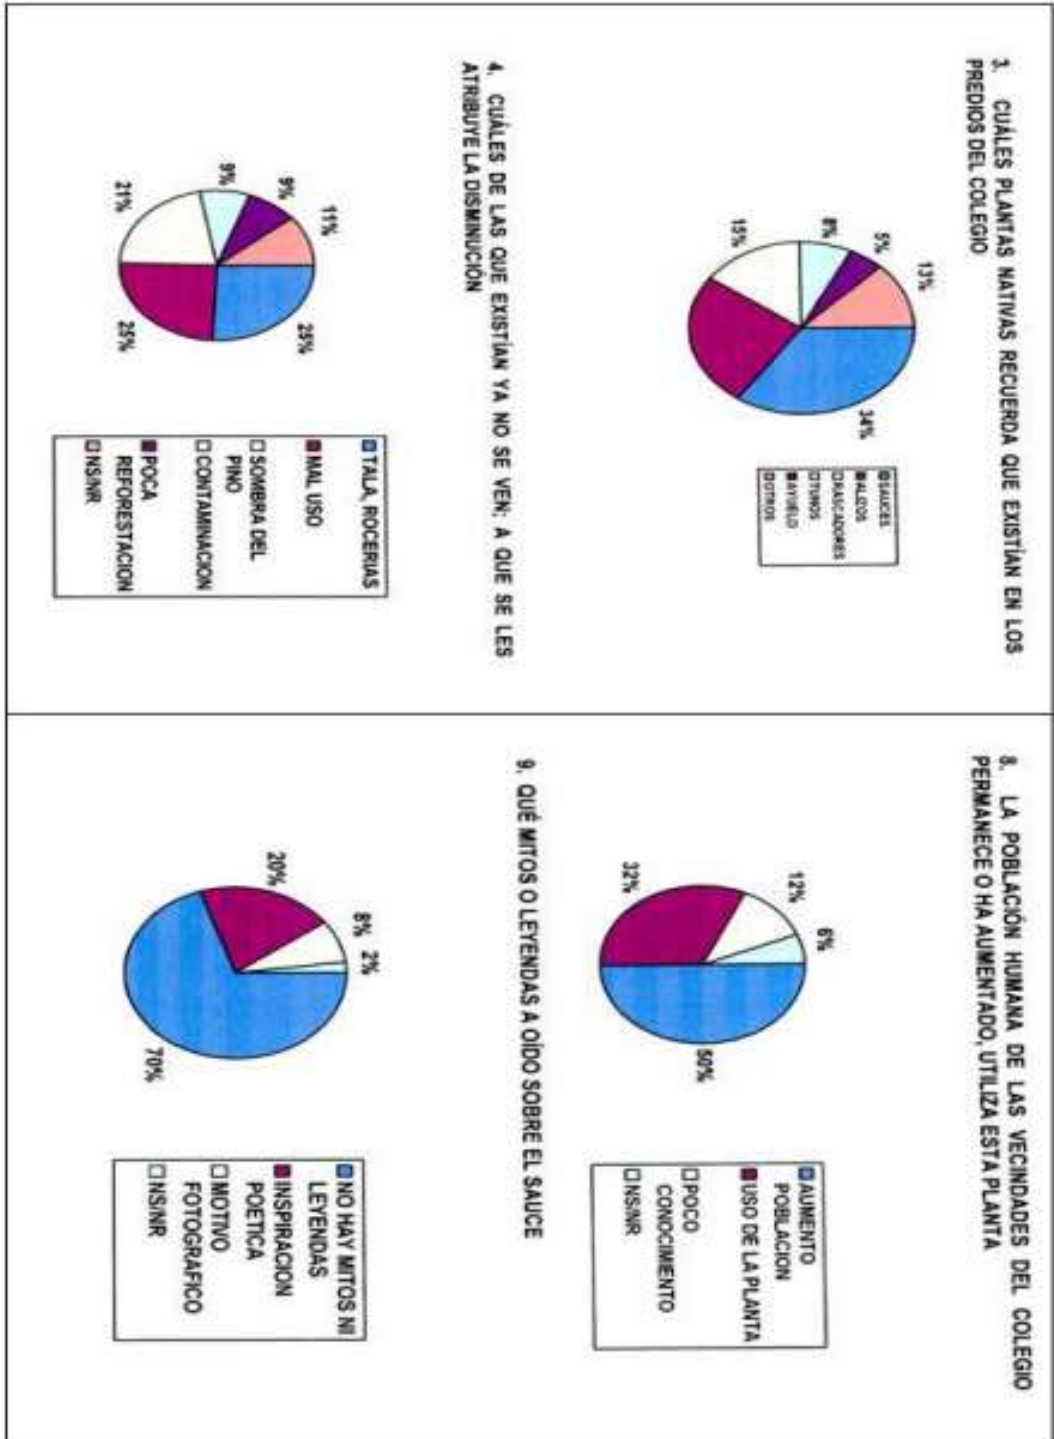 3. CUÁLES PLANTAS NATIVAS RECUERDA QUE EXISTÍAN EN LOS
PREDIOS DEL COLEGIO
13%
5%
8%
15%
34%
SAUCES
ALIZOS
RASCADORES
TUNOS
AYUELO
OTROS
4. CUÁLES DE LAS QUE EXISTÍAN YA NO SE VEN; A QUE SE LES
ATRIBUYE LA DISMINUCIÓN
11%
9%
9%
21%
25%
25%
TALA, ROCERIAS
MAL USO
SOMBRA DEL
PINO
CONTAMINACION
POCA
REFORESTACION
NS/NR
8. LA POBLACIÓN HUMANA DE LAS VECINDADES DEL COLEGIO
PERMANECE O HA AUMENTADO, UTILIZA ESTA PLANTA
6%
12%
32%
50%
AUMENTO
POBLACION
USO DE LA PLANTA
POCO
CONOCIMIENTO
NS/NR
9. QUÉ MITOS O LEYENDAS A OÍDO SOBRE EL SAUCE
2%
8%
20%
70%
NO HAY MITOS NI
LEYENDAS
INSPIRACION
POETICA
MOTIVO
FOTOGRAFICO
NS/NR